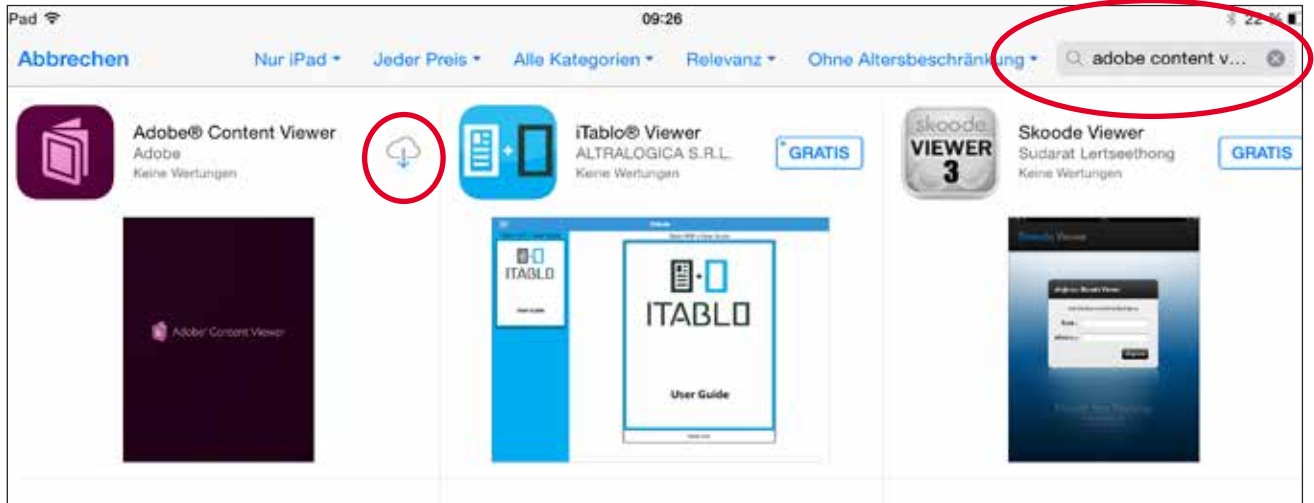 Pad 09:26 22 %
Abbrechen Nur iPad Jeder Preis Alle Kategorien Relevanz Ohne Altersbeschränkung adobe content v...
Adobe® Content Viewer
Adobe
Keine Wertungen
iTablo® Viewer
ALTRALOGICA S.R.L.
Keine Wertungen
+GRATIS
skoode
VIEWER
3
Skoode Viewer
Sudarat Lertseethong
Keine Wertungen
GRATIS
Adobe® Content Viewer
ITABLO
ITABLO
User Guide
Skoode Viewer